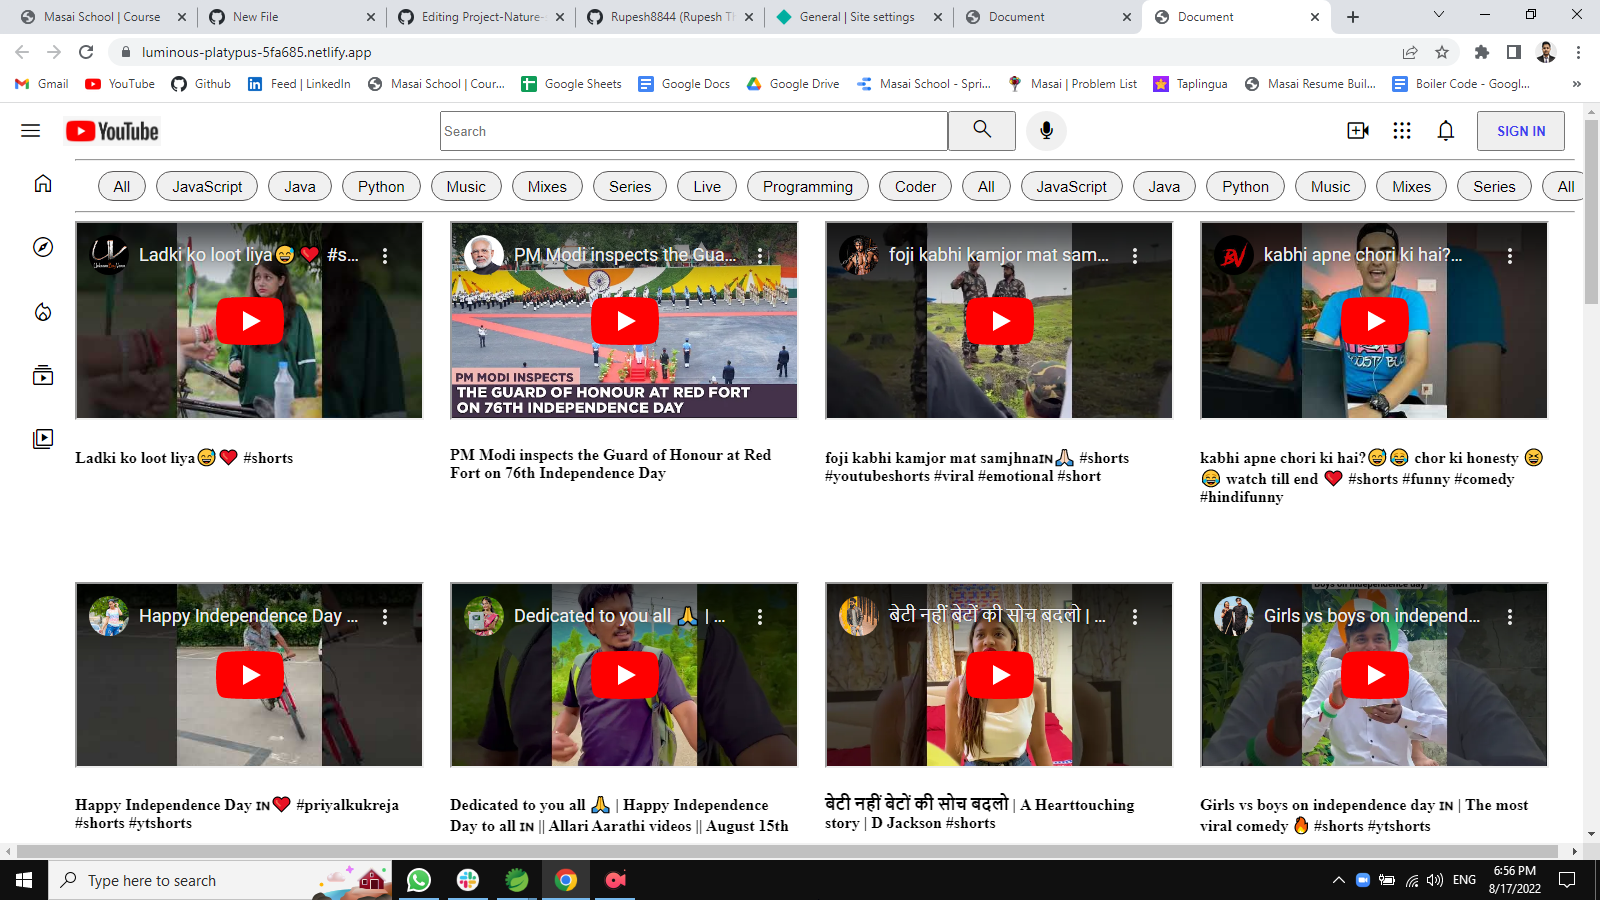 Masai School | Course
New File
Editing Project-Nature-
Rupesh8844 (Rupesh Th
General | Site settings
Document
Document
luminous-platypus-5fa685.netlify.app
Gmail
YouTube
Github
Feed | LinkedIn
Masai School | Cour...
Google Sheets
Google Docs
Google Drive
Masai School - Spri...
Masai | Problem List
Taplingua
Masai Resume Buil...
Boiler Code - Googl...
YouTube
Search
SIGN IN
All
JavaScript
Java
Python
Music
Mixes
Series
Live
Programming
Coder
All
JavaScript
Java
Python
Music
Mixes
Series
All
Ladki ko loot liya😅❤️ #s...
PM Modi inspects the Gua...
PM MODI INSPECTS
THE GUARD OF HONOUR AT RED FORT
ON 76TH INDEPENDENCE DAY
foji kabhi kamjor mat sam...
kabhi apne chori ki hai?...
Ladki ko loot liya😅❤️ #shorts
PM Modi inspects the Guard of Honour at Red
Fort on 76th Independence Day
foji kabhi kamjor mat samjhna🇮🇳🙏🏻 #shorts
#youtubeshorts #viral #emotional #short
kabhi apne chori ki hai?😅😂 chor ki honesty 😆
😂 watch till end ❤️ #shorts #funny #comedy
#hindifunny
Happy Independence Day ...
Dedicated to you all 🙏 | ...
बेटी नहीं बेटों की सोच बदलो | ...
Boys on independence day
Girls vs boys on independ...
Happy Independence Day 🇮🇳❤️ #priyalkukreja
#shorts #ytshorts
Dedicated to you all 🙏 | Happy Independence
Day to all 🇮🇳 || Allari Aarathi videos || August 15th
बेटी नहीं बेटों की सोच बदलो | A Hearttouching
story | D Jackson #shorts
Girls vs boys on independence day 🇮🇳 | The most
viral comedy 🔥 #shorts #ytshorts
Type here to search
ENG
6:56 PM
8/17/2022